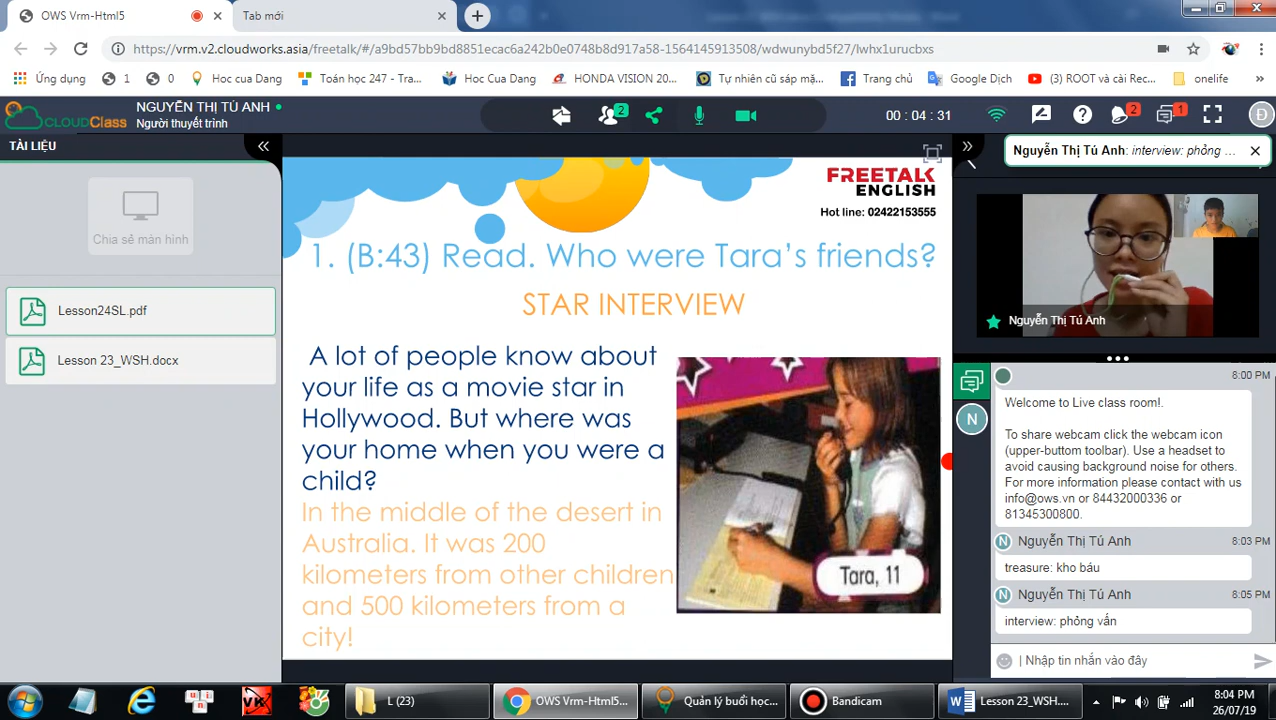 OWS Vrm-Html5
Tab mới
https://vrm.v2.cloudworks.asia/freetalk/#/a9bd57bb9bd8851ecac6a242b0e0748b8d917a58-1564145913508/wdwunybd5f27/lwhx1urucbxs
Ứng dụng 1 0 Hoc cua Dang Toán học 247 - Tra... Học Cua Dang HONDA VISION 20... Tự nhiên cũ sáp mặ... Trang chủ Google Dịch (3) ROOT và cài Rec... onelife
CLOUDClass
NGUYỄN THỊ TÚ ANH
Người thuyết trình
2
00 : 04 : 31
2
1
Đ
TÀI LIỆU
Chia sẻ màn hình
Lesson24SL.pdf
Lesson 23_WSH.docx
FREETALK
ENGLISH
Hot line: 02422153555
1. (B:43) Read. Who were Tara's friends?
STAR INTERVIEW
A lot of people know about
your life as a movie star in
Hollywood. But where was
your home when you were a
child?
In the middle of the desert in
Australia. It was 200
kilometers from other children
and 500 kilometers from a
city!
Tara, 11
Nguyễn Thị Tú Anh: interview: phỏng ...
Nguyễn Thị Tú Anh
8:00 PM
Welcome to Live class room!.
To share webcam click the webcam icon
(upper-buttom toolbar). Use a headset to
avoid causing background noise for others.
For more information please contact with us
info@ows.vn or 84432000336 or
81345300800.
N
N Nguyễn Thị Tú Anh 8:03 PM
treasure: kho báu
N Nguyễn Thị Tú Anh 8:05 PM
interview: phỏng vấn
Nhập tin nhắn vào đây
L (23)
OWS Vrm-Html5...
Quản lý buổi học...
Bandicam
Lesson 23_WSH....
8:04 PM
26/07/19